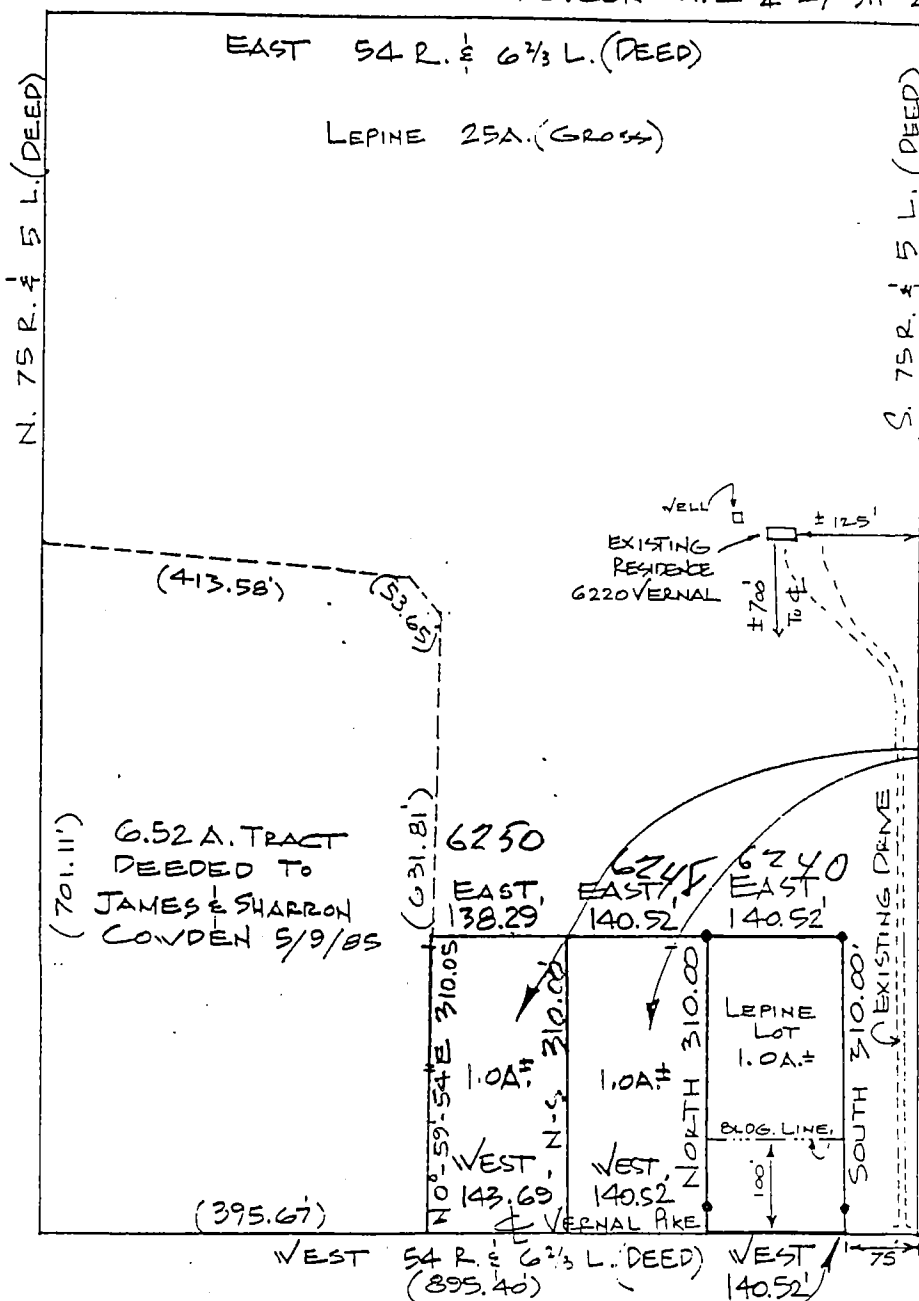 EAST 54 R. & 6 2/3 L. (DEED)
LEPINE 25A. (GROSS)
N. 75 R. & 5 L. (DEED)
S. 75 R. & 5 L. (DEED)
WELL
± 125'
EXISTING
RESIDENCE
6220 VERNAL
± 700'
TO ℄
(413.58')
(53.65')
(701.11')
6.52 A. TRACT
DEEDED TO
JAMES & SHARRON
COWDEN 5/9/85
(631.81')
6250
EAST,
138.29'
6245
EAST,
140.52'
6240
EAST
140.52'
EXISTING DRIVE
N 0°-59'-54" E 310.05
N-S, 310.00'
NORTH 310.00
SOUTH 310.00'
1.0A.±
1.0A.±
LEPINE
LOT
1.0A.±
BLDG. LINE
100'
WEST,
143.69
WEST,
140.52'
(395.67')
℄ VERNAL PIKE
WEST 54 R. & 6 2/3 L. (DEED)
(895.40')
WEST
140.52'
75'